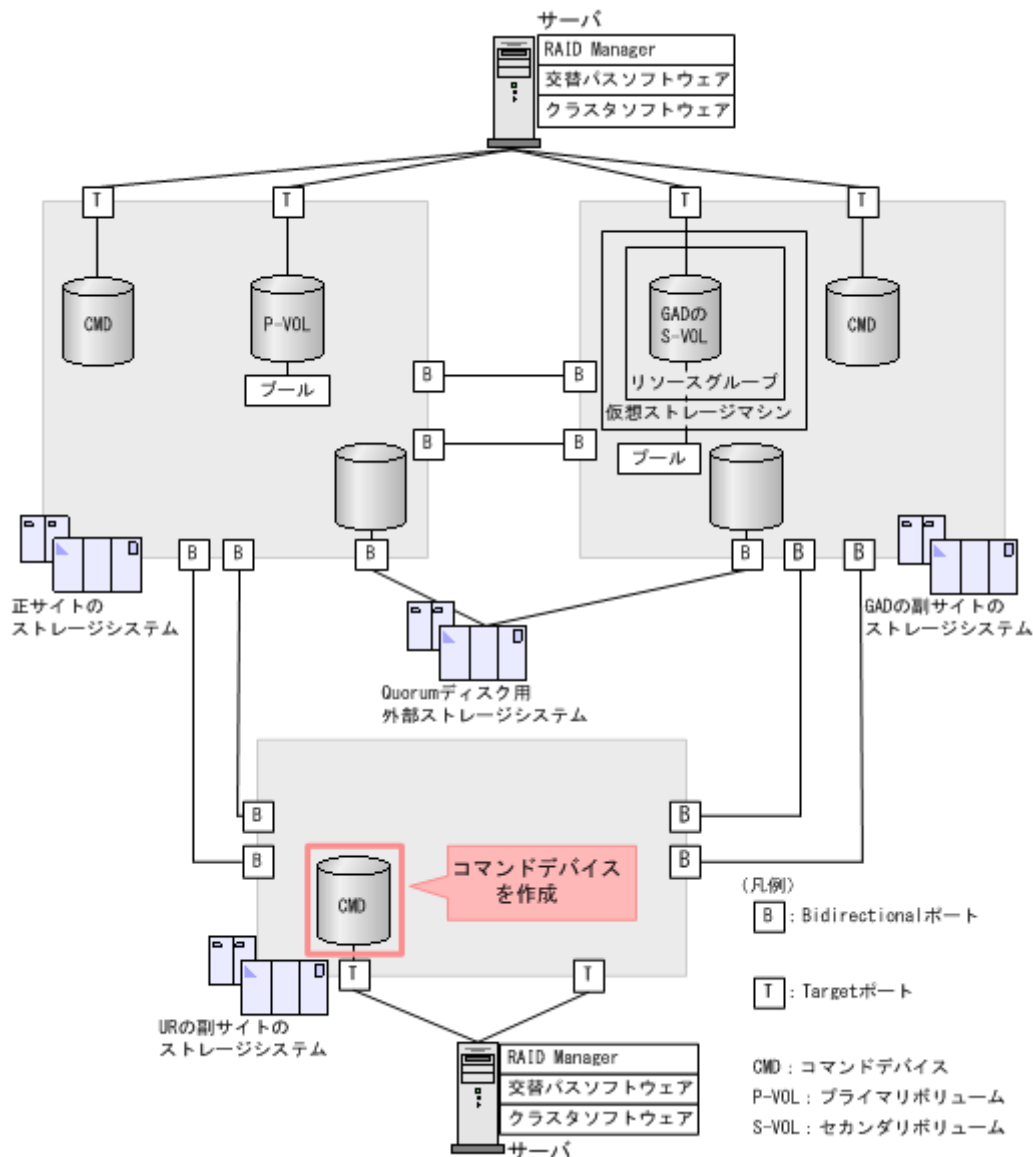 サーバ
RAID Manager
交替パスソフトウェア
クラスタソフトウェア
T
T
T
T
CMD
P-VOL
GADの
S-VOL
CMD
プール
リソースグループ
仮想ストレージマシン
プール
B
B
B
B
B
B
B
B
B
B
正サイトの
ストレージシステム
GADの副サイトの
ストレージシステム
Quorumディスク用
外部ストレージシステム
B
B
B
B
コマンドデバイス
を作成
CMD
T
T
URの副サイトの
ストレージシステム
RAID Manager
交替パスソフトウェア
クラスタソフトウェア
サーバ
(凡例)
B : Bidirectionalポート
T : Targetポート
CMD : コマンドデバイス
P-VOL : プライマリボリューム
S-VOL : セカンダリボリューム